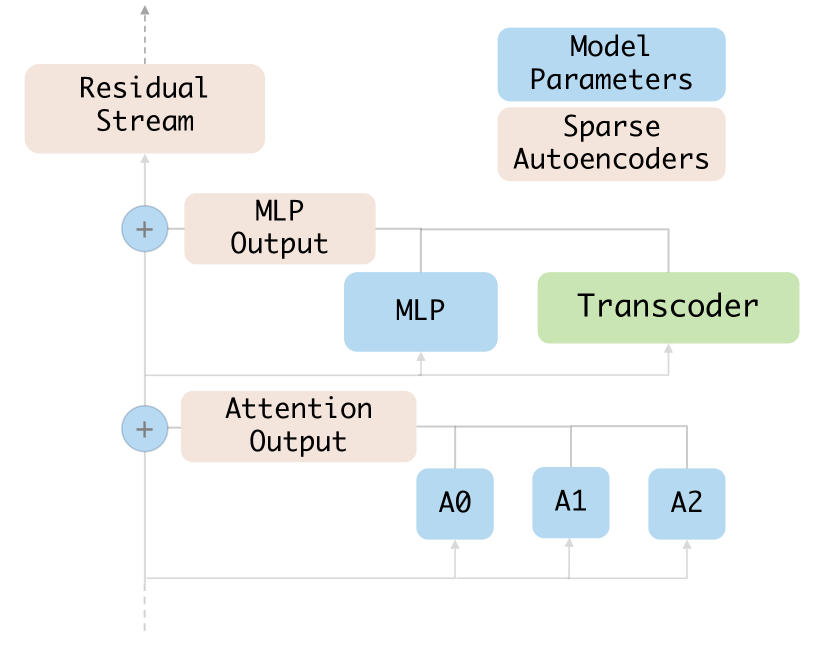 Residual
Stream
Model
Parameters
Sparse
Autoencoders
+
MLP
Output
MLP
Transcoder
+
Attention
Output
A0
A1
A2